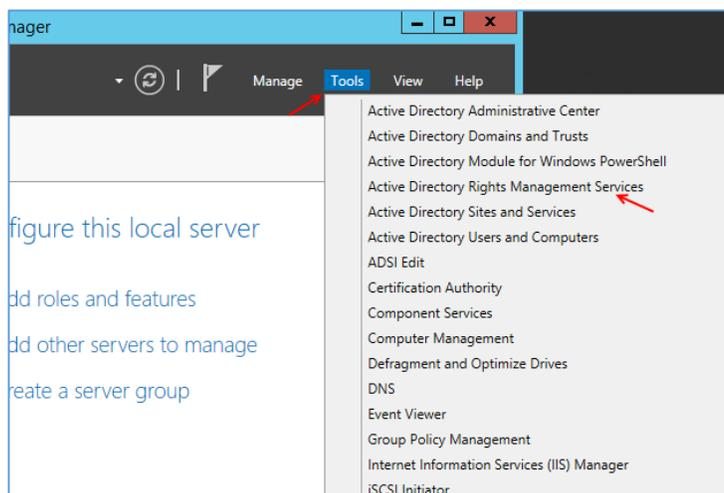 nager
Manage Tools View Help
Active Directory Administrative Center
Active Directory Domains and Trusts
Active Directory Module for Windows PowerShell
Active Directory Rights Management Services
Active Directory Sites and Services
figure this local server
Active Directory Users and Computers
ADSI Edit
Certification Authority
dd roles and features
Component Services
Computer Management
dd other servers to manage
Defragment and Optimize Drives
reate a server group
DNS
Event Viewer
Group Policy Management
Internet Information Services (IIS) Manager
iSCSI Initiator